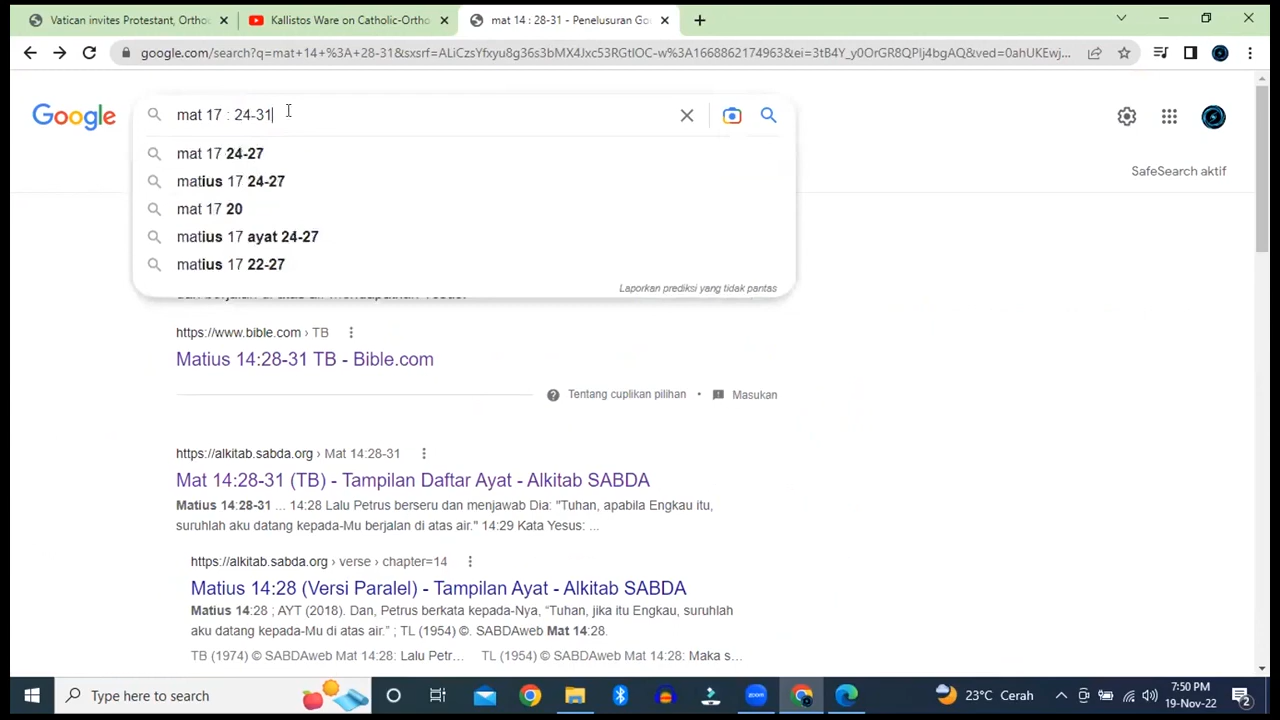 Vatican invites Protestant, Ortho
Kallistos Ware on Catholic-Ortho
mat 14 : 28-31 - Penelusuran Go
google.com/search?q=mat+14+%3A+28-31&sxsrf=ALiCzsYfxyu8g36s3bMX4Jxc53RGtIOC-w%3A1668862174963&ei=3tB4Y_y0OrGR8QPlj4bgAQ&ved=0ahUKEwj...
Google
mat 17 : 24-31
mat 17 24-27
matius 17 24-27
mat 17 20
matius 17 ayat 24-27
matius 17 22-27
Laporkan prediksi yang tidak pantas
SafeSearch aktif
https://www.bible.com › TB
Matius 14:28-31 TB - Bible.com
Tentang cuplikan pilihan • Masukan
https://alkitab.sabda.org › Mat 14:28-31
Mat 14:28-31 (TB) - Tampilan Daftar Ayat - Alkitab SABDA
Matius 14:28-31 ... 14:28 Lalu Petrus berseru dan menjawab Dia: "Tuhan, apabila Engkau itu,
suruhlah aku datang kepada-Mu berjalan di atas air." 14:29 Kata Yesus: ...
https://alkitab.sabda.org › verse › chapter=14
Matius 14:28 (Versi Paralel) - Tampilan Ayat - Alkitab SABDA
Matius 14:28 ; AYT (2018). Dan, Petrus berkata kepada-Nya, “Tuhan, jika itu Engkau, suruhlah
aku datang kepada-Mu di atas air.” ; TL (1954) ©. SABDAweb Mat 14:28.
TB (1974) © SABDAweb Mat 14:28: Lalu Petr... TL (1954) © SABDAweb Mat 14:28: Maka s...
Type here to search
zoom
23°C Cerah
7:50 PM
19-Nov-22
2